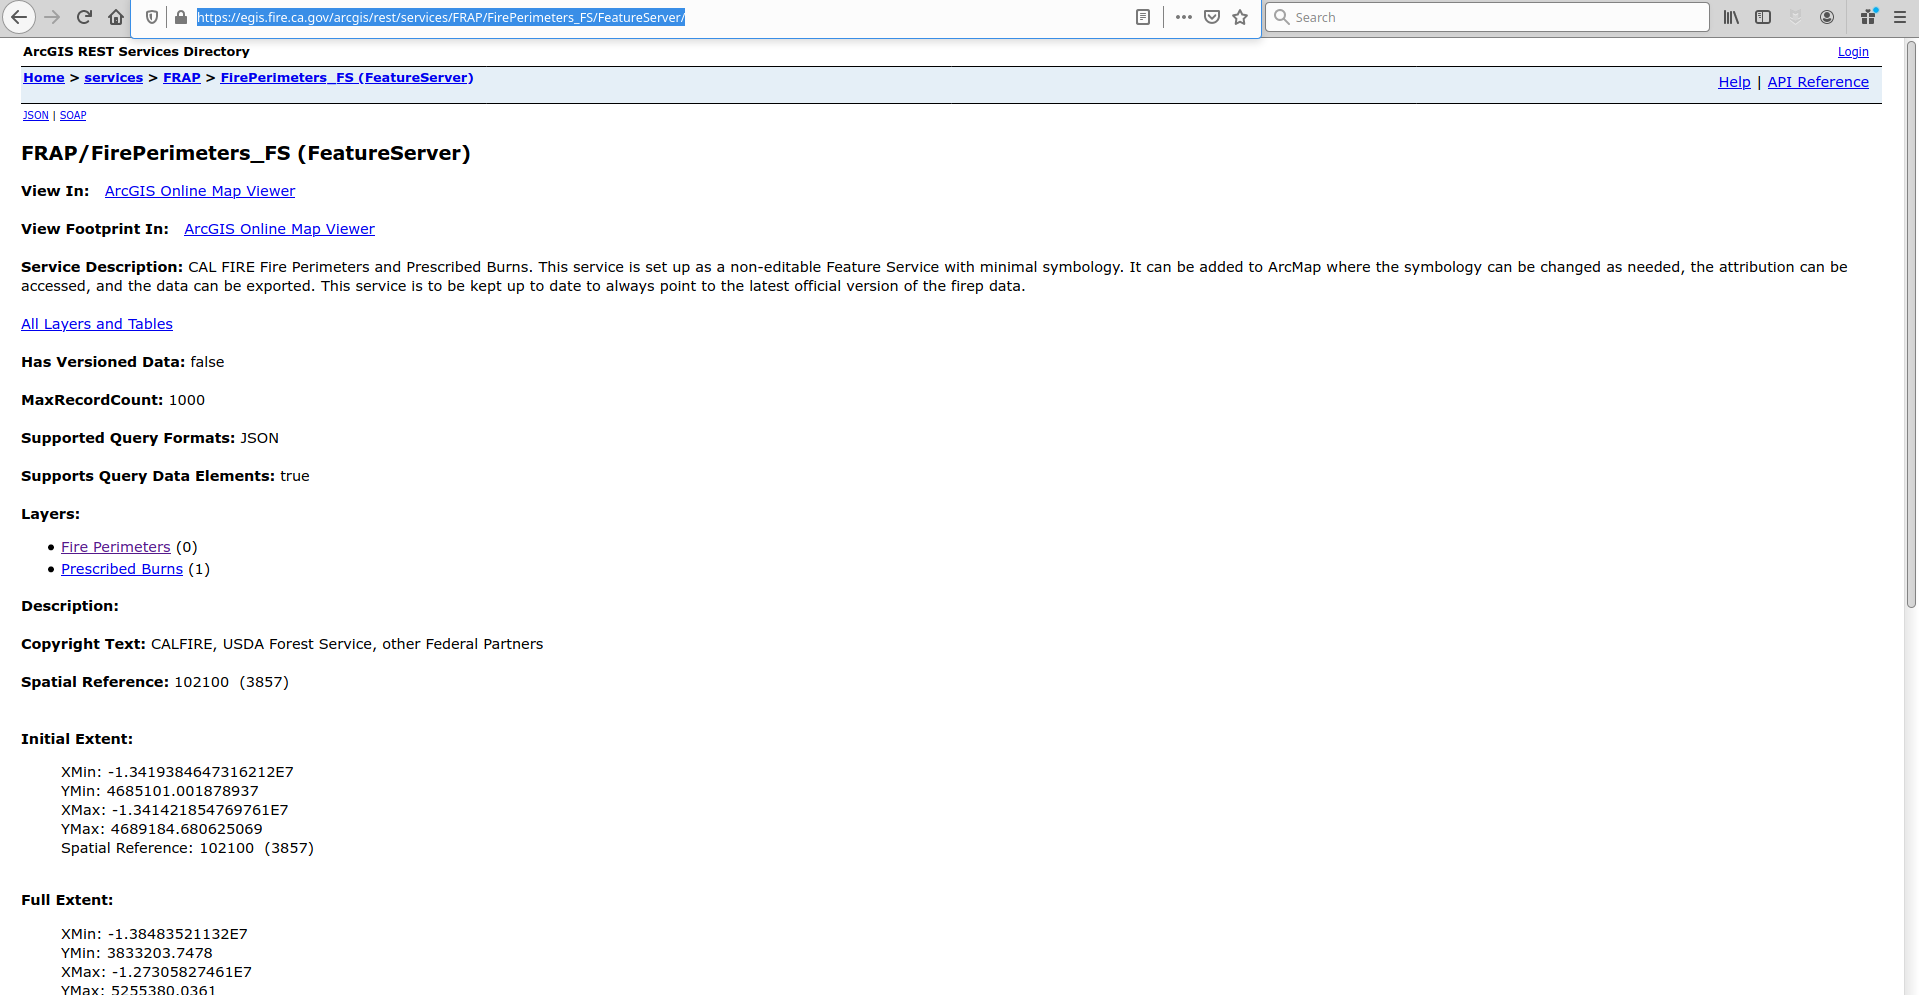 https://egis.fire.ca.gov/arcgis/rest/services/FRAP/FirePerimeters_FS/FeatureServer/
Search
ArcGIS REST Services Directory
Login
Home > services > FRAP > FirePerimeters_FS (FeatureServer)
Help | API Reference
JSON | SOAP
FRAP/FirePerimeters_FS (FeatureServer)
View In: ArcGIS Online Map Viewer
View Footprint In: ArcGIS Online Map Viewer
Service Description: CAL FIRE Fire Perimeters and Prescribed Burns. This service is set up as a non-editable Feature Service with minimal symbology. It can be added to ArcMap where the symbology can be changed as needed, the attribution can be
accessed, and the data can be exported. This service is to be kept up to date to always point to the latest official version of the firep data.
All Layers and Tables
Has Versioned Data: false
MaxRecordCount: 1000
Supported Query Formats: JSON
Supports Query Data Elements: true
Layers:
• Fire Perimeters (0)
• Prescribed Burns (1)
Description:
Copyright Text: CALFIRE, USDA Forest Service, other Federal Partners
Spatial Reference: 102100 (3857)
Initial Extent:
XMin: -1.3419384647316212E7
YMin: 4685101.001878937
XMax: -1.341421854769761E7
YMax: 4689184.680625069
Spatial Reference: 102100 (3857)
Full Extent:
XMin: -1.38483521132E7
YMin: 3833203.7478
XMax: -1.27305827461E7
YMax: 5255380.0361